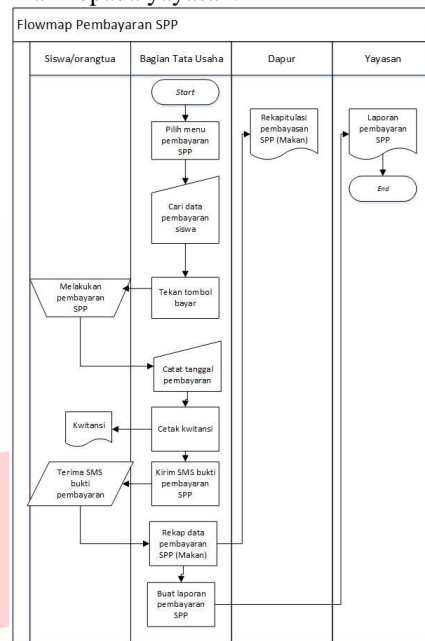 Flowmap Pembayaran SPP
Siswa/orangtua
Bagian Tata Usaha
Dapur
Yayasan
Start
Pilih menu
pembayaran
SPP
Rekapitulasi
pembayasan
SPP (Makan)
Laporan
pembayaran
SPP
End
Cari data
pembayaran
siswa
Melakukan
pembayaran
SPP
Tekan tombol
bayar
Catat tanggal
pembayaran
Kwitansi
Cetak kwitansi
Terima SMS
bukti
pembayaran
Kirim SMS bukti
pembayaran
SPP
Rekap data
pembayaran
SPP (Makan)
Buat laporan
pembayaran
SPP